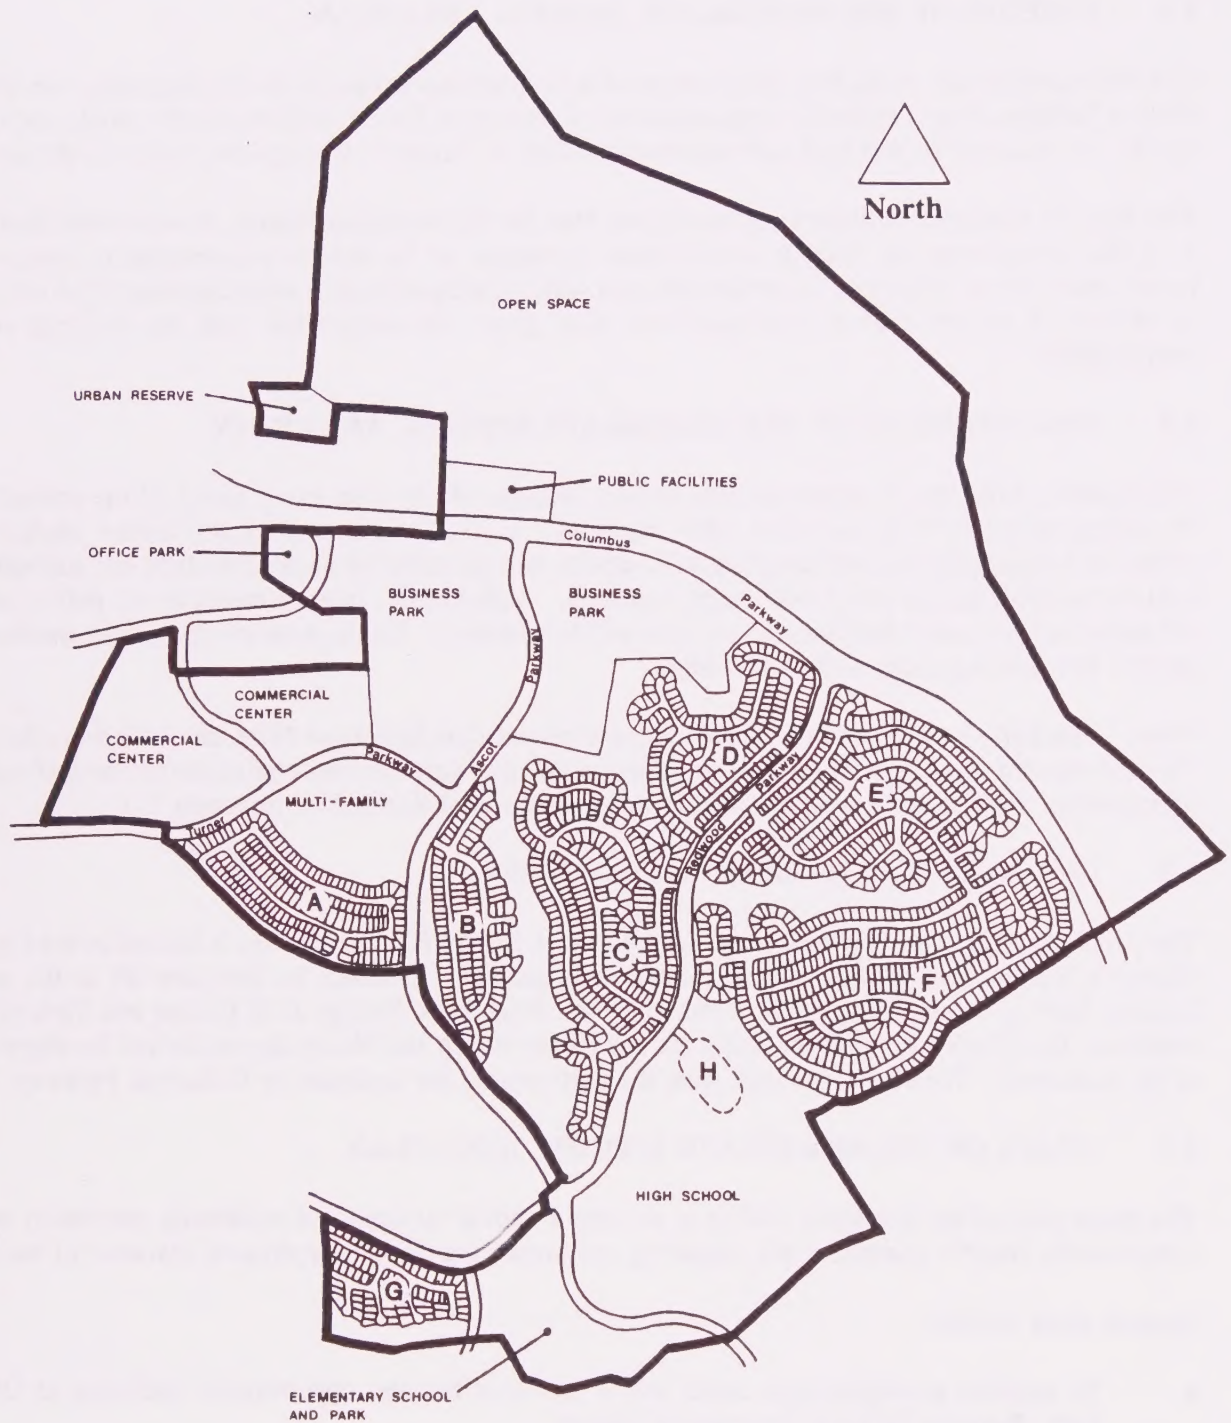 North
OPEN SPACE
URBAN RESERVE
PUBLIC FACILITIES
Columbus
Parkway
OFFICE PARK
BUSINESS
PARK
BUSINESS
PARK
Parkway
COMMERCIAL
CENTER
COMMERCIAL
CENTER
Ascot
Parkway
Turner
MULTI-FAMILY
D
Parkway
Redwood
E
A
B
C
F
H
HIGH SCHOOL
G
ELEMENTARY SCHOOL
AND PARK